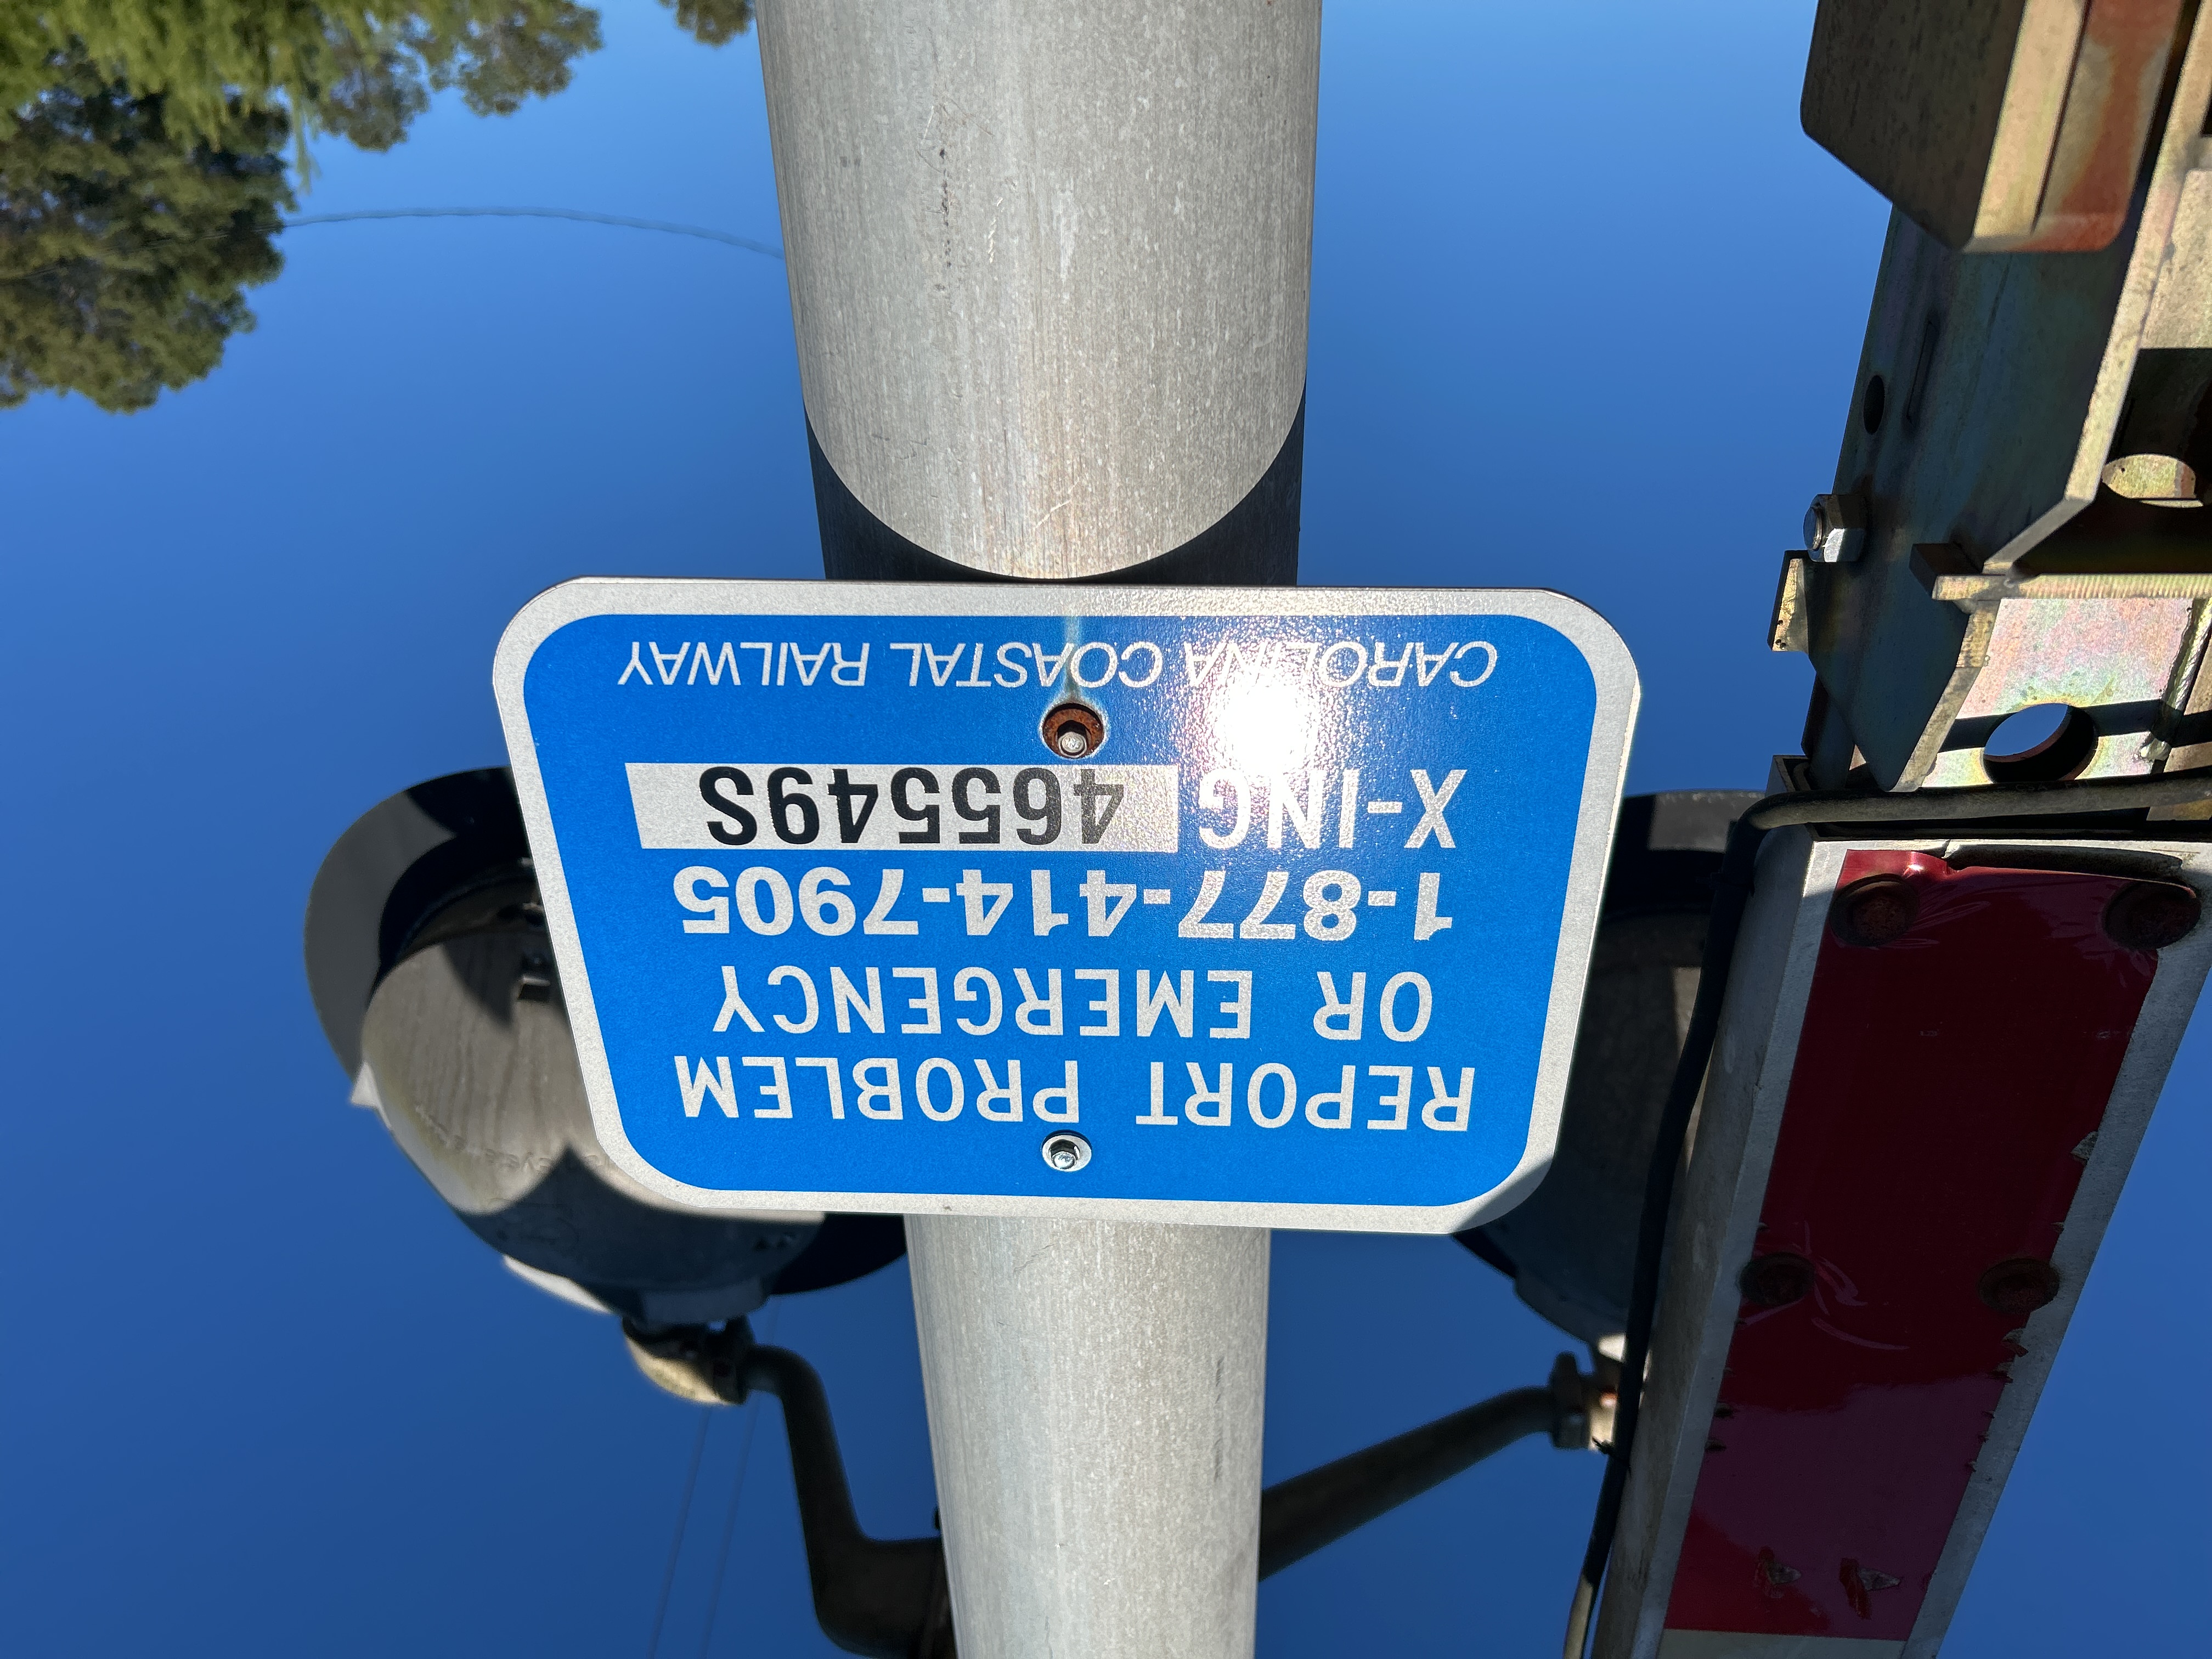 REPORT PROBLEM
OR EMERGENCY
1-877-414-7905
X-ING 465549S
CAROLINA COASTAL RAILWAY